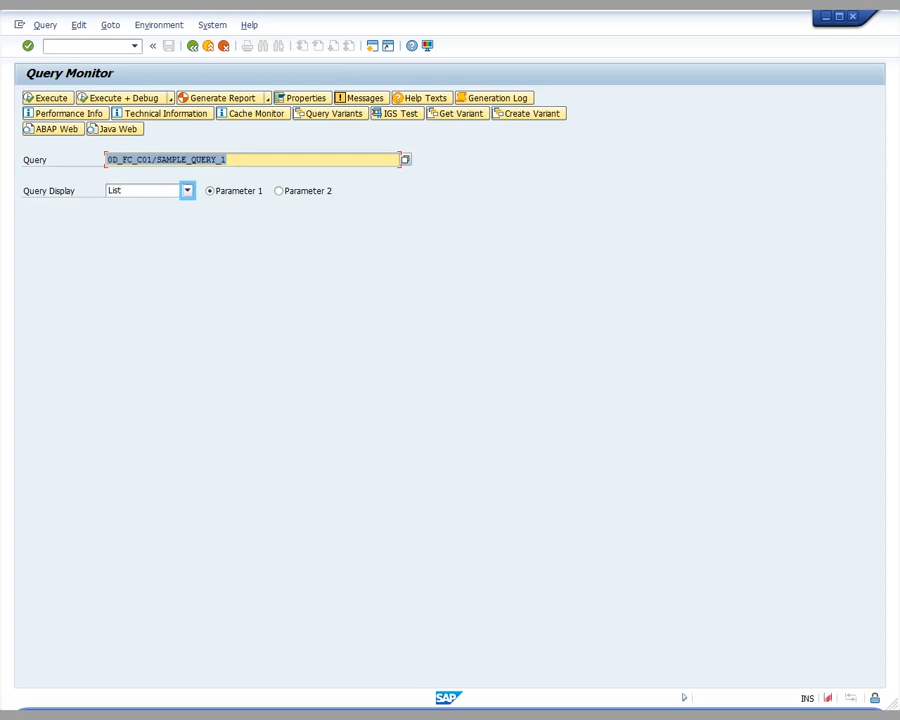 Query Edit Goto Environment System Help
Query Monitor
Execute Execute + Debug Generate Report Properties Messages Help Texts Generation Log
Performance Info Technical Information Cache Monitor Query Variants IGS Test Get Variant Create Variant
ABAP Web Java Web
Query 0D_FC_C01/SAMPLE_QUERY_1
Query Display List Parameter 1 Parameter 2
SAP INS